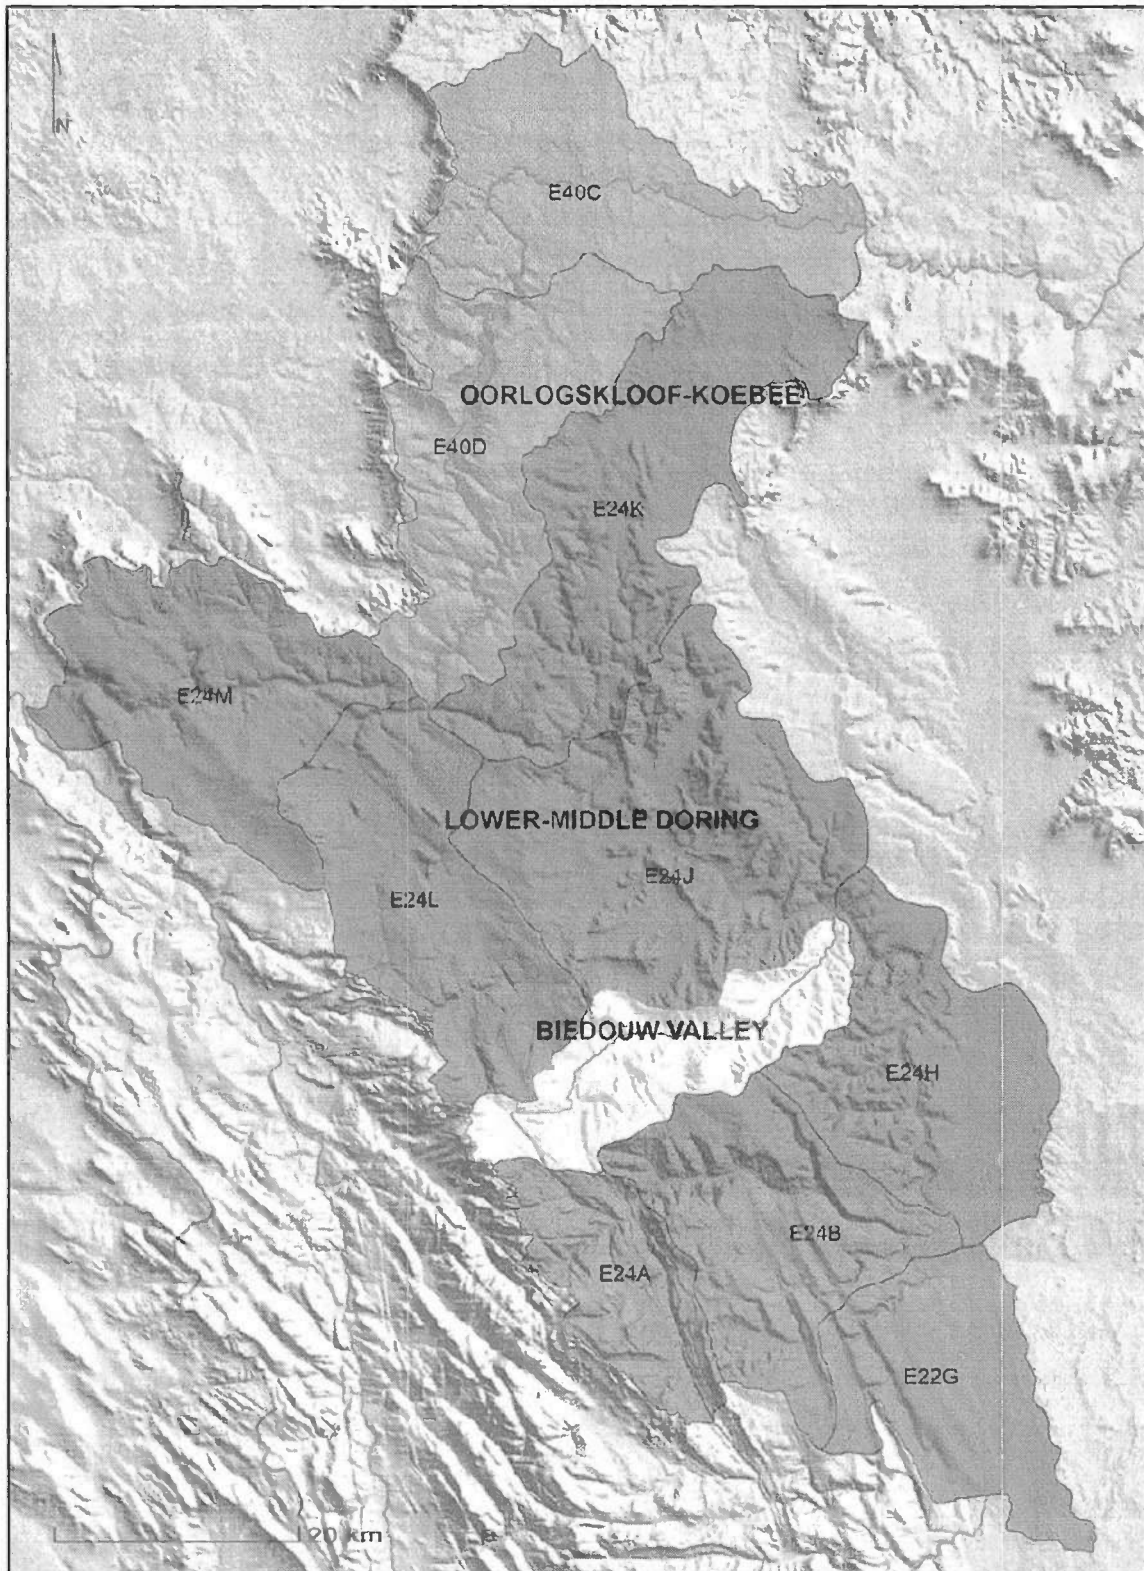 N
E40C
OORLOGSKLOOF-KOEBEE
E40D
E24K
E24M
LOWER-MIDDLE DORING
E24J
E24L
BIEDOUW-VALLEY
E24H
E24B
E24A
E22G
20 km